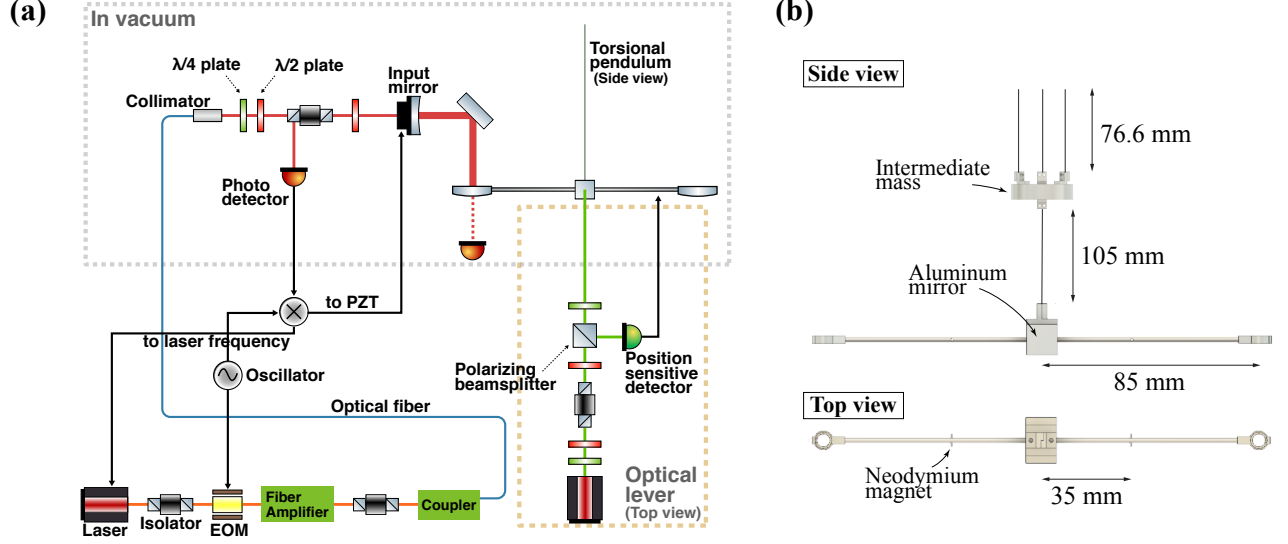 (a)
In vacuum
λ/4 plate
λ/2 plate
Collimator
Input
mirror
Torsional
pendulum
(Side view)
Photo
detector
to PZT
to laser frequency
Oscillator
Polarizing
beamsplitter
Position
sensitive
detector
Optical fiber
Optical
lever
(Top view)
Laser
Isolator
EOM
Fiber
Amplifier
Coupler
(b)
Side view
76.6 mm
Intermediate
mass
105 mm
Aluminum
mirror
85 mm
Top view
Neodymium
magnet
35 mm